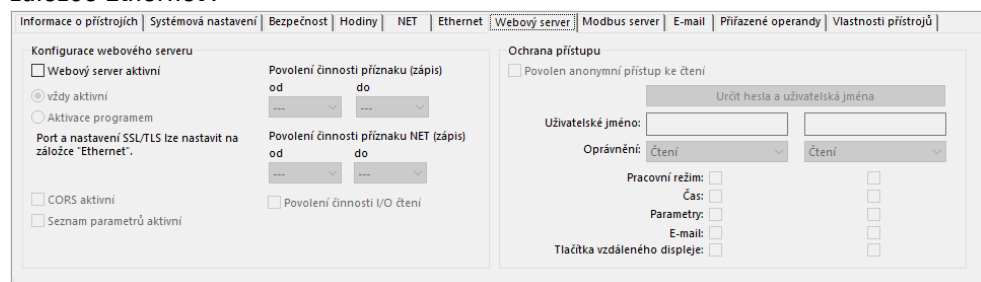 Informace o přístrojích Systémová nastavení Bezpečnost Hodiny NET Ethernet Webový server Modbus server E-mail Přiřazené operandy Vlastnosti přístrojů
Konfigurace webového serveru
Webový server aktivní
vždy aktivní
Aktivace programem
Port a nastavení SSL/TLS lze nastavit na
záložce "Ethernet".
CORS aktivní
Seznam parametrů aktivní
Povolení činnosti příznaku (zápis)
od do
--- ---
Povolení činnosti příznaku NET (zápis)
od do
--- ---
Povolení činnosti I/O čtení
Ochrana přístupu
Povolen anonymní přístup ke čtení
Určit hesla a uživatelská jména
Uživatelské jméno:
Oprávnění: Čtení Čtení
Pracovní režim:
Čas:
Parametry:
E-mail:
Tlačítka vzdáleného displeje: